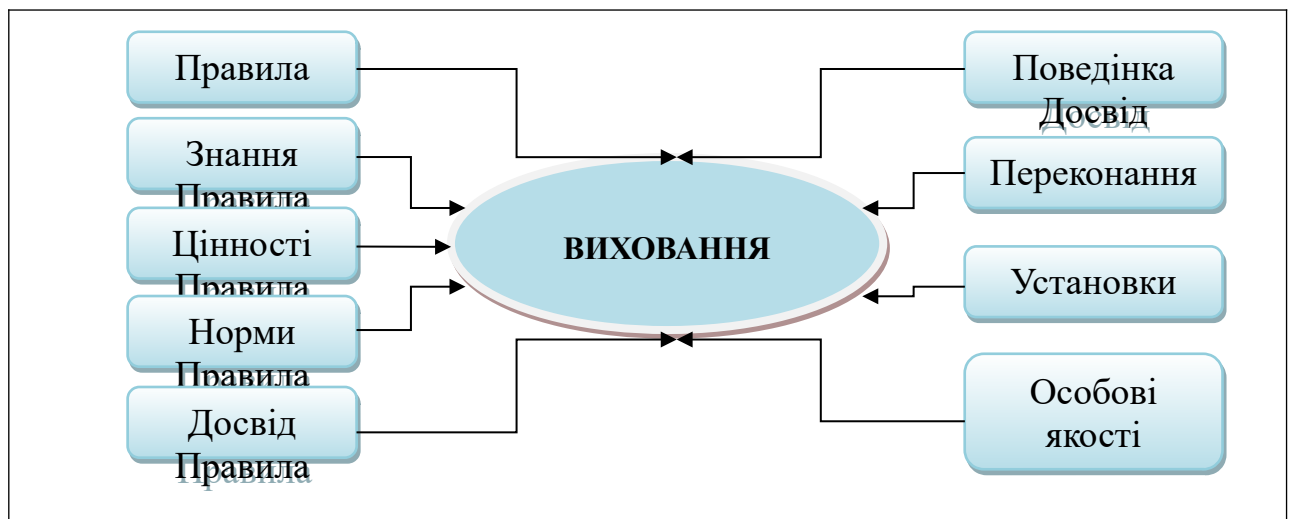 Правила
Знання
Правила
Цінності
Правила
Норми
Правила
Досвід
Правила
ВИХОВАННЯ
Поведінка
Досвід
Переконання
Установки
Особові
якості